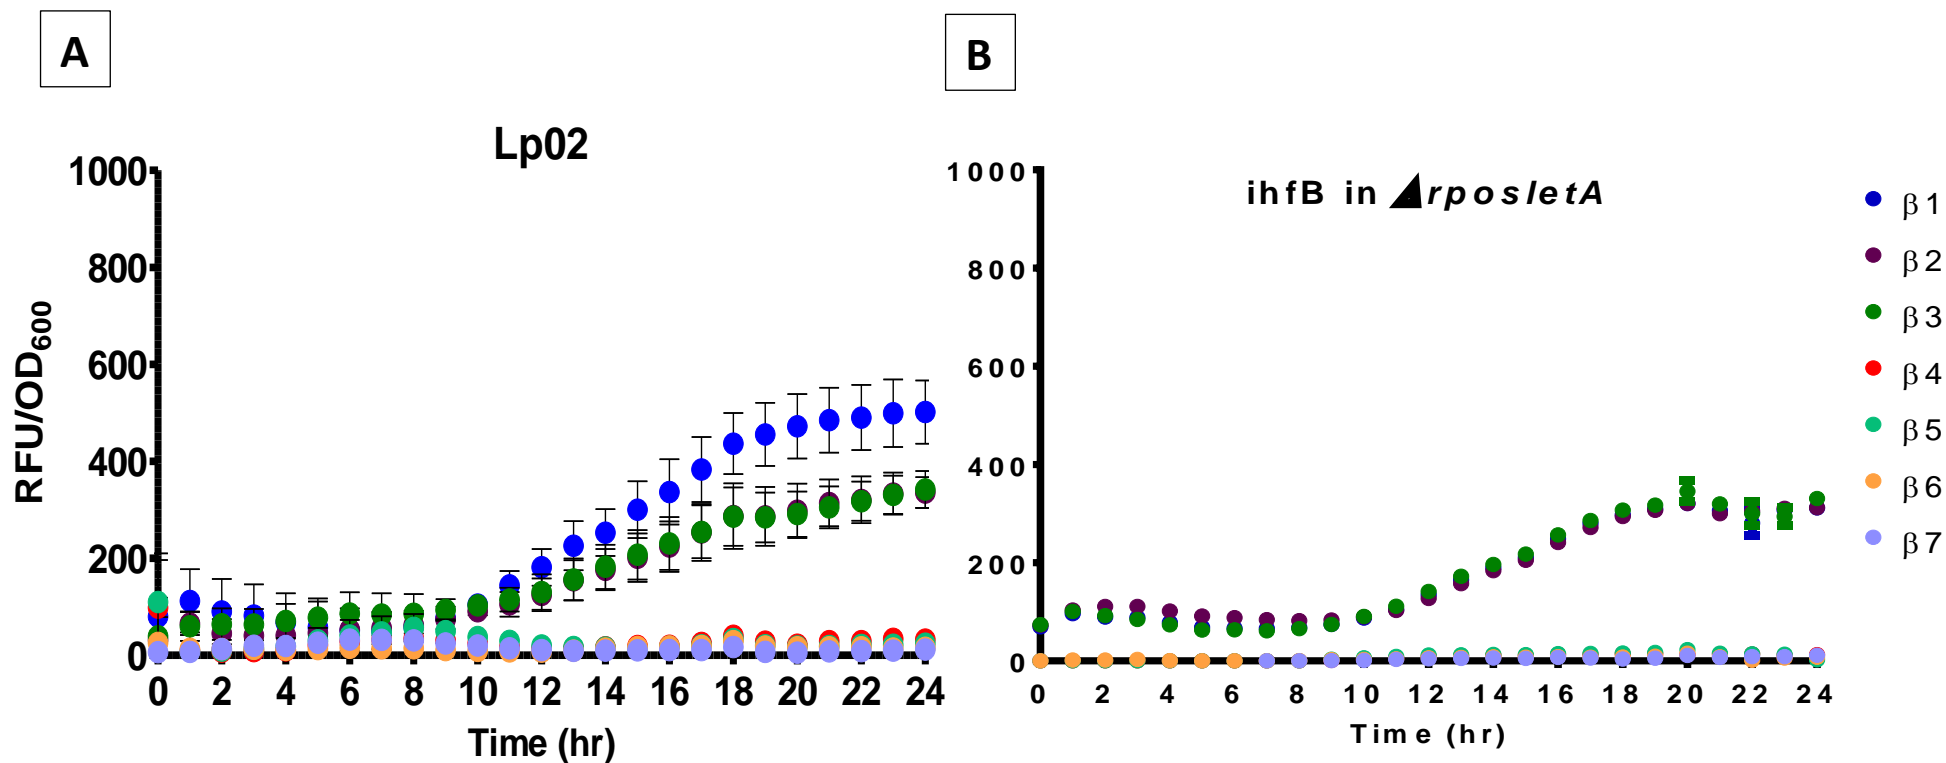 A
B
Lp02
ihfB in ◢rposletA
RFU/OD600
1000
800
600
400
200
0
0 2 4 6 8 10 12 14 16 18 20 22 24
Time (hr)
1000
800
600
400
200
0
0 2 4 6 8 10 12 14 16 18 20 22 24
Time (hr)
β1
β2
β3
β4
β5
β6
β7